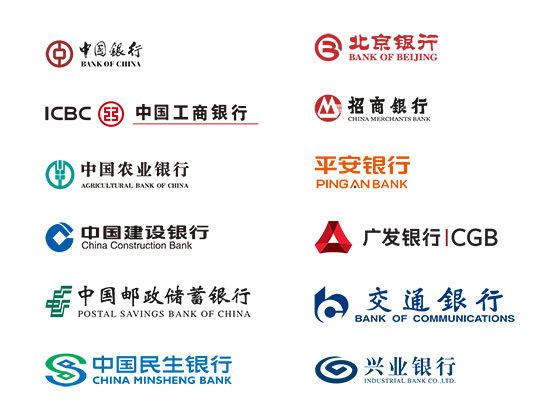 中国銀行
BANK OF CHINA
北京银行
BANK OF BEIJING
ICBC 中国工商银行
招商银行
CHINA MERCHANTS BANK
中国农业银行
AGRICULTURAL BANK OF CHINA
平安银行
PING AN BANK
中国建设银行
China Construction Bank
广发银行|CGB
中国邮政储蓄银行
POSTAL SAVINGS BANK OF CHINA
交通銀行
BANK OF COMMUNICATIONS
中国民生银行
CHINA MINSHENG BANK
兴业银行
INDUSTRIAL BANK CO.,LTD.